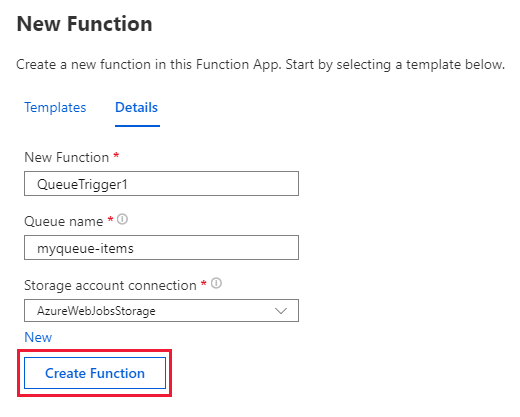 New Function
Create a new function in this Function App. Start by selecting a template below.
Templates Details
New Function *
QueueTrigger1
Queue name *
myqueue-items
Storage account connection *
AzureWebJobsStorage
New
Create Function